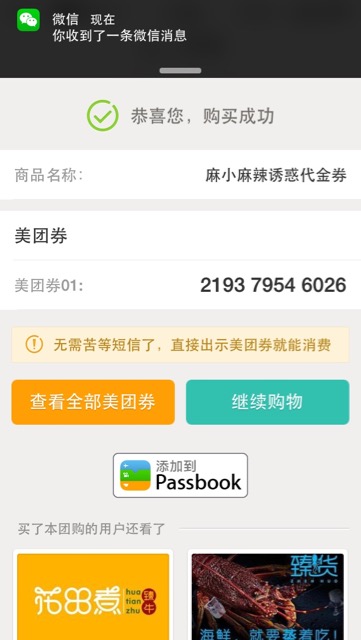 微信 现在
你收到了一条微信消息
恭喜您，购买成功
商品名称： 麻小麻辣诱惑代金券
美团券
美团券01: 2193 7954 6026
无需苦等短信了，直接出示美团券就能消费
查看全部美团券 继续购物
添加到
Passbook
买了本团购的用户还看了
花田煮
hua
tian
zhu
臻牛
臻货
海鲜 就要蒸着吃！